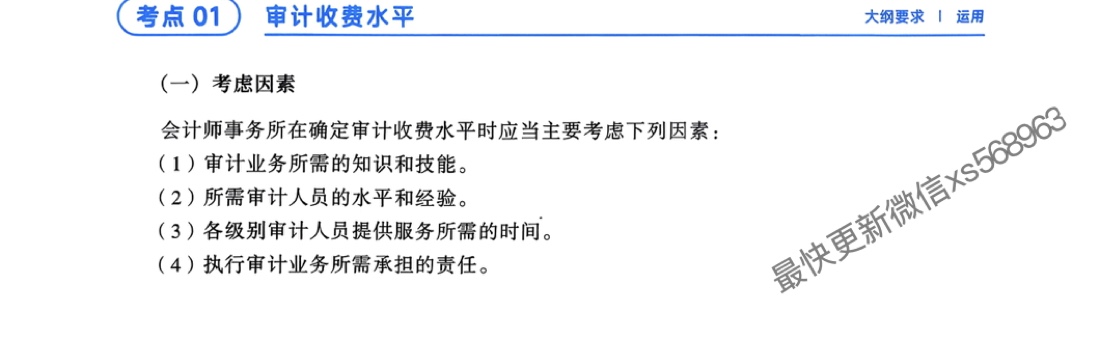 考点 01 审计收费水平 大纲要求 | 运用
（一）考虑因素
会计师事务所在确定审计收费水平时应当主要考虑下列因素：
（1）审计业务所需的知识和技能。
（2）所需审计人员的水平和经验。
（3）各级别审计人员提供服务所需的时间。
（4）执行审计业务所需承担的责任。
最快更新微信xs568963